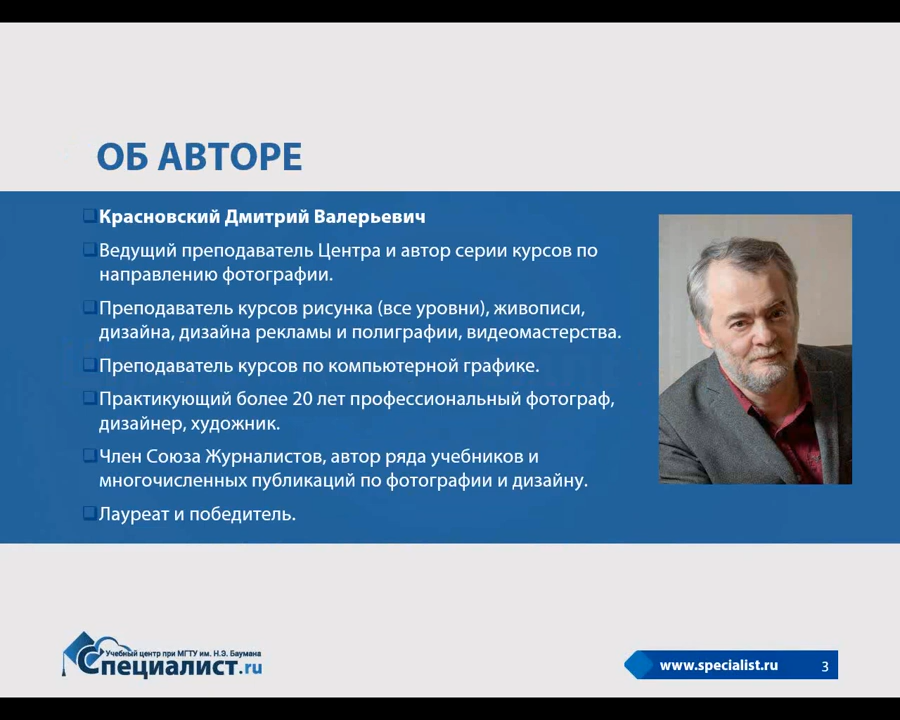 ОБ АВТОРЕ
Красновский Дмитрий Валерьевич
Ведущий преподаватель Центра и автор серии курсов по
направлению фотографии.
Преподаватель курсов рисунка (все уровни), живописи,
дизайна, дизайна рекламы и полиграфии, видеомастерства.
Преподаватель курсов по компьютерной графике.
Практикующий более 20 лет профессиональный фотограф,
дизайнер, художник.
Член Союза Журналистов, автор ряда учебников и
многочисленных публикаций по фотографии и дизайну.
Лауреат и победитель.
Учебный центр при МГТУ им. Н.Э. Баумана
Специалист.ru
www.specialist.ru
3